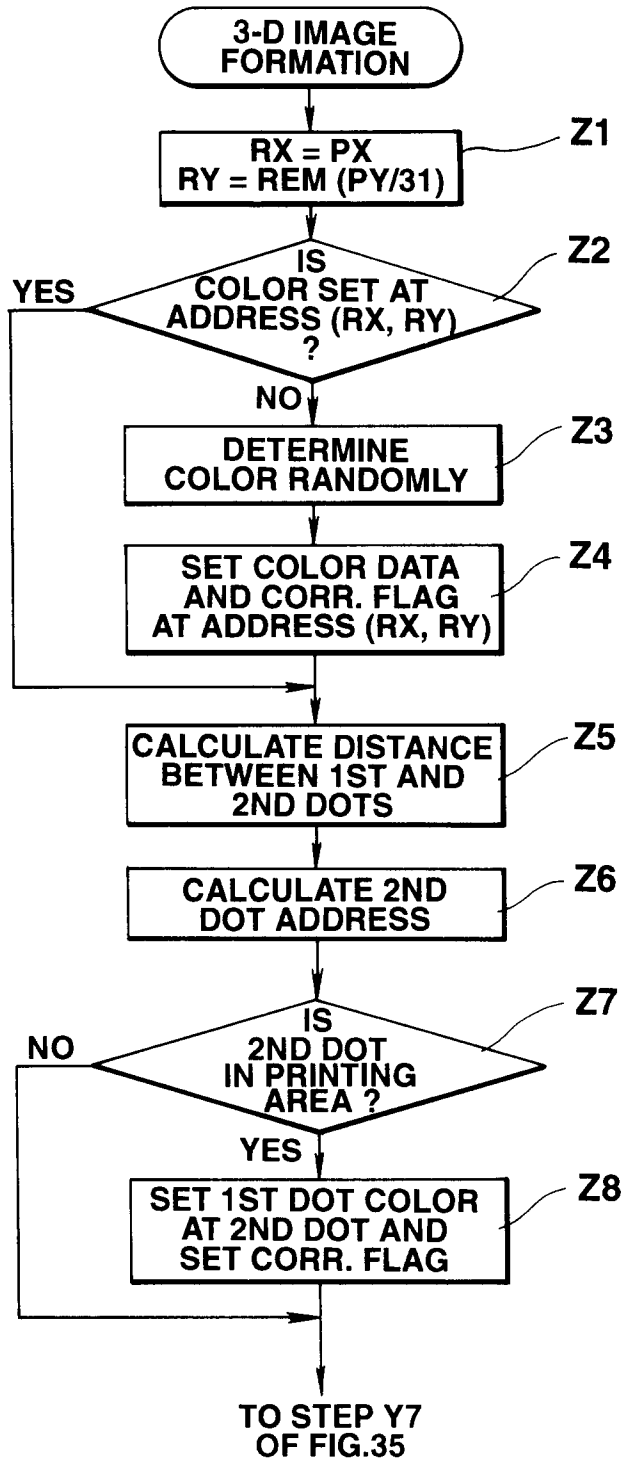 3-D IMAGE
FORMATION
Z1
RX = PX
RY = REM (PY/31)
Z2
YES
IS
COLOR SET AT
ADDRESS (RX, RY)
?
NO
Z3
DETERMINE
COLOR RANDOMLY
Z4
SET COLOR DATA
AND CORR. FLAG
AT ADDRESS (RX, RY)
Z5
CALCULATE DISTANCE
BETWEEN 1ST AND
2ND DOTS
Z6
CALCULATE 2ND
DOT ADDRESS
Z7
NO
IS
2ND DOT
IN PRINTING
AREA ?
YES
Z8
SET 1ST DOT COLOR
AT 2ND DOT AND
SET CORR. FLAG
TO STEP Y7
OF FIG.35